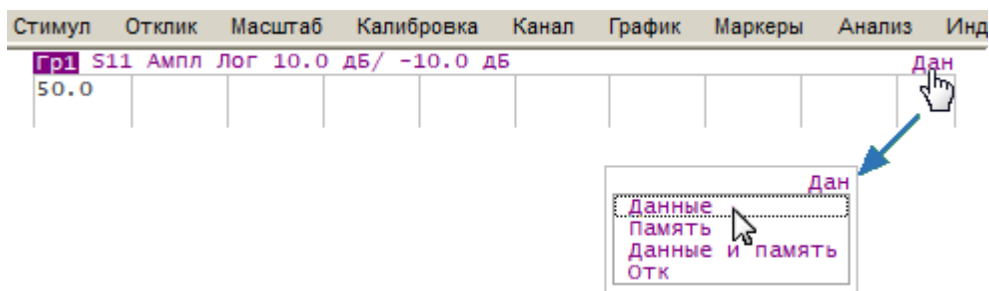 Стимул Отклик Масштаб Калибровка Канал График Маркеры Анализ Инд
Гр1 S11 Ампл Лог 10.0 дБ/ -10.0 дБ Дан
50.0
Дан
Данные
Память
Данные и память
Отк